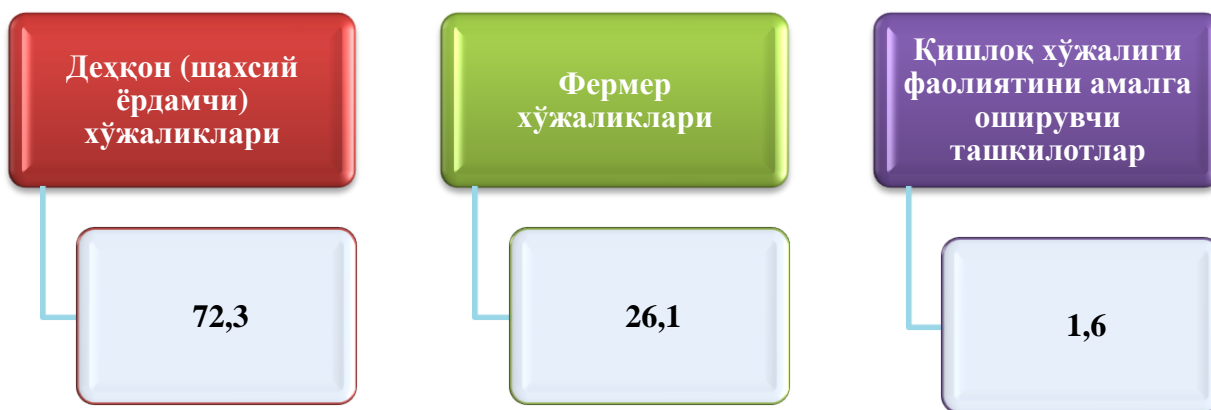 Деҳқон (шахсий
ёрдамчи)
хўжаликлари
72,3
Фермер
хўжаликлари
26,1
Қишлоқ хўжалиги
фаолиятини амалга
оширувчи
ташкилотлар
1,6